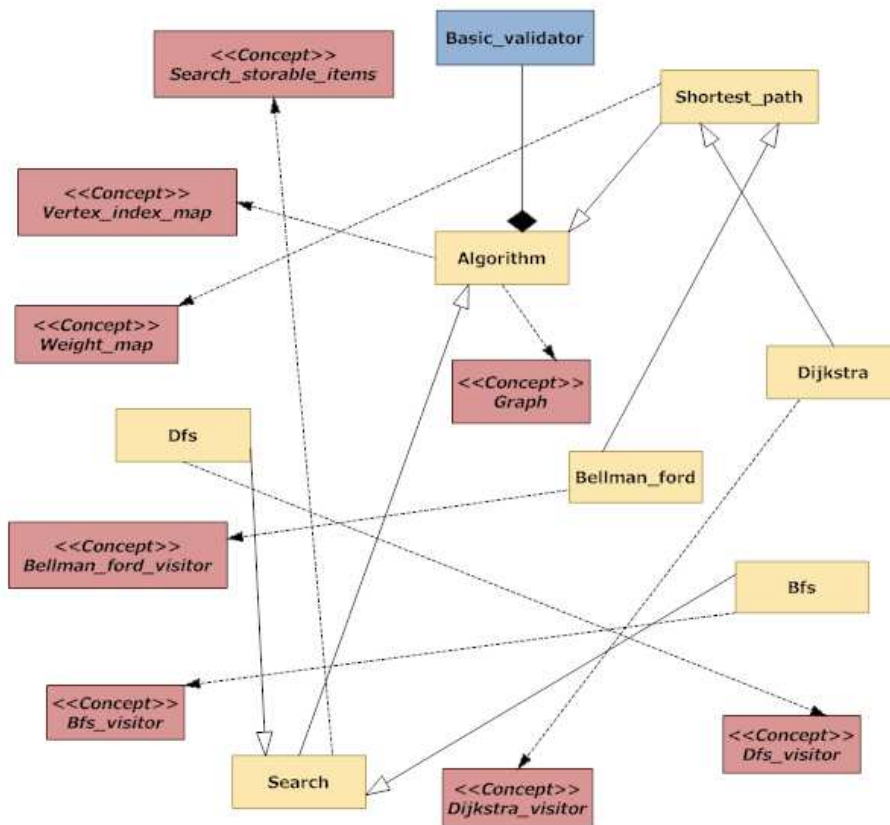 Basic_validator
<<Concept>>
Search_storable_items
Shortest_path
<<Concept>>
Vertex_index_map
Algorithm
<<Concept>>
Weight_map
<<Concept>>
Graph
Dijkstra
Dfs
Bellman_ford
<<Concept>>
Bellman_ford_visitor
Bfs
<<Concept>>
Bfs_visitor
<<Concept>>
Dfs_visitor
Search
<<Concept>>
Dijkstra_visitor